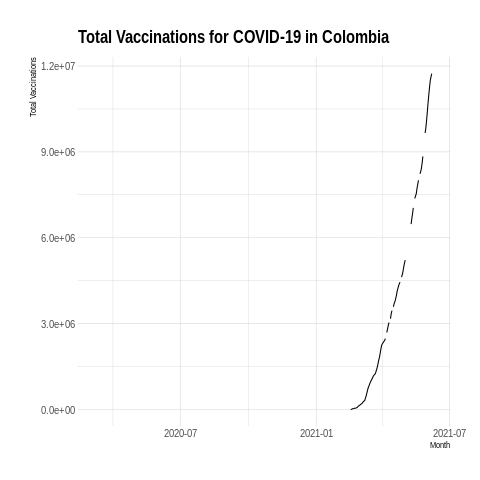 Total Vaccinations for COVID-19 in Colombia
Total Vaccinations
1.2e+07
9.0e+06
6.0e+06
3.0e+06
0.0e+00
2020-07
2021-01
2021-07
Month